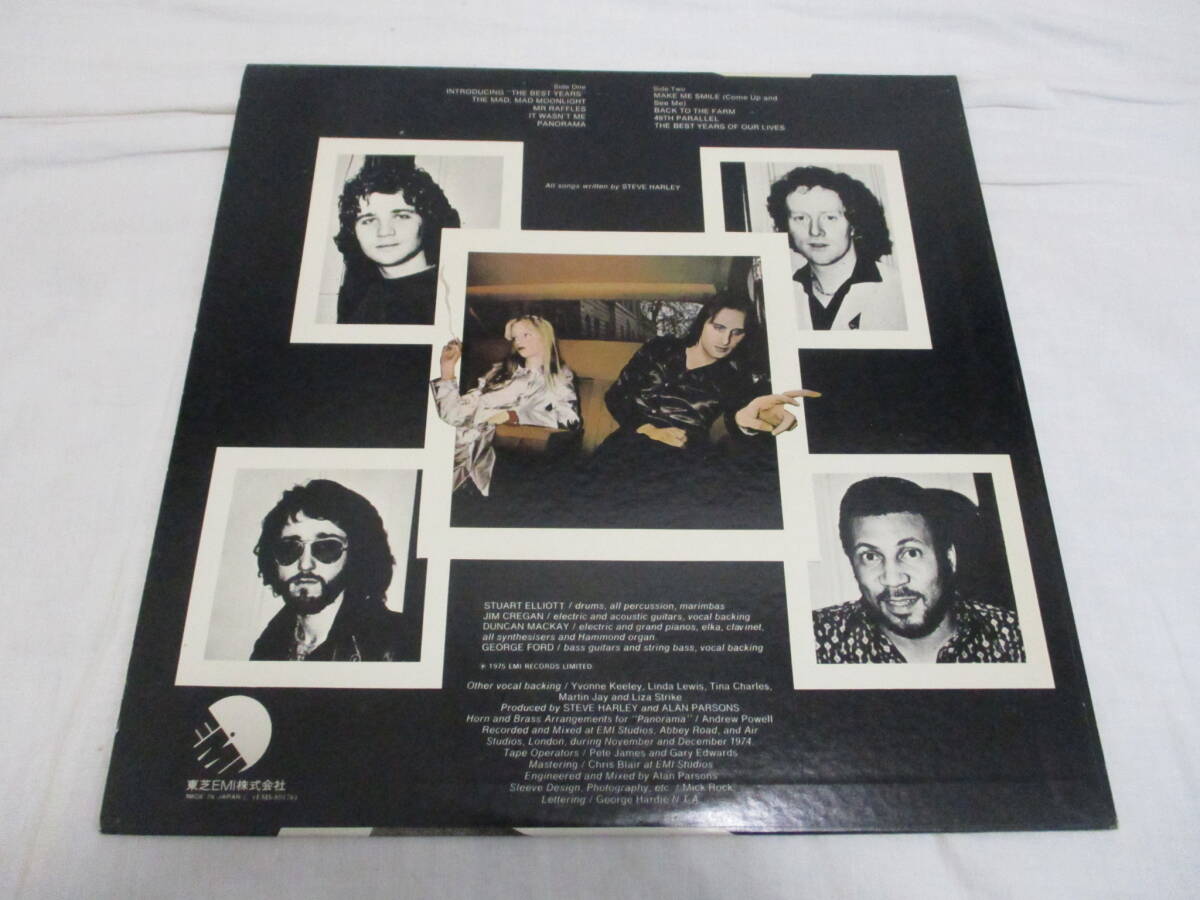 Side One
INTRODUCING "THE BEST YEARS"
THE MAD, MAD MOONLIGHT
MR RAFFLES
IT WASN'T ME
PANORAMA
Side Two
MAKE ME SMILE (Come Up and
See Me)
BACK TO THE FARM
49TH PARALLEL
THE BEST YEARS OF OUR LIVES
All songs written by STEVE HARLEY
STUART ELLIOTT / drums, all percussion, marimbas
JIM CREGAN / electric and acoustic guitars, vocal backing
DUNCAN MACKAY / electric and grand pianos, elka, clavinet,
all synthesisers and Hammond organ
GEORGE FORD / bass guitars and string bass, vocal backing
℗ 1975 EMI RECORDS LIMITED
Other vocal backing / Yvonne Keeley, Linda Lewis, Tina Charles,
Martin Jay and Liza Strike
Produced by STEVE HARLEY and ALAN PARSONS
Horn and Brass Arrangements for "Panorama" / Andrew Powell
Recorded and Mixed at EMI Studios, Abbey Road, and Air
Studios, London, during November and December 1974
Tape Operators / Pete James and Gary Edwards
Mastering / Chris Blair at EMI Studios
Engineered and Mixed by Alan Parsons
Sleeve Design, Photography, etc. / Mick Rock
Lettering / George Hardie N.T.A.
EMI
東芝EMI株式会社
MADE IN JAPAN